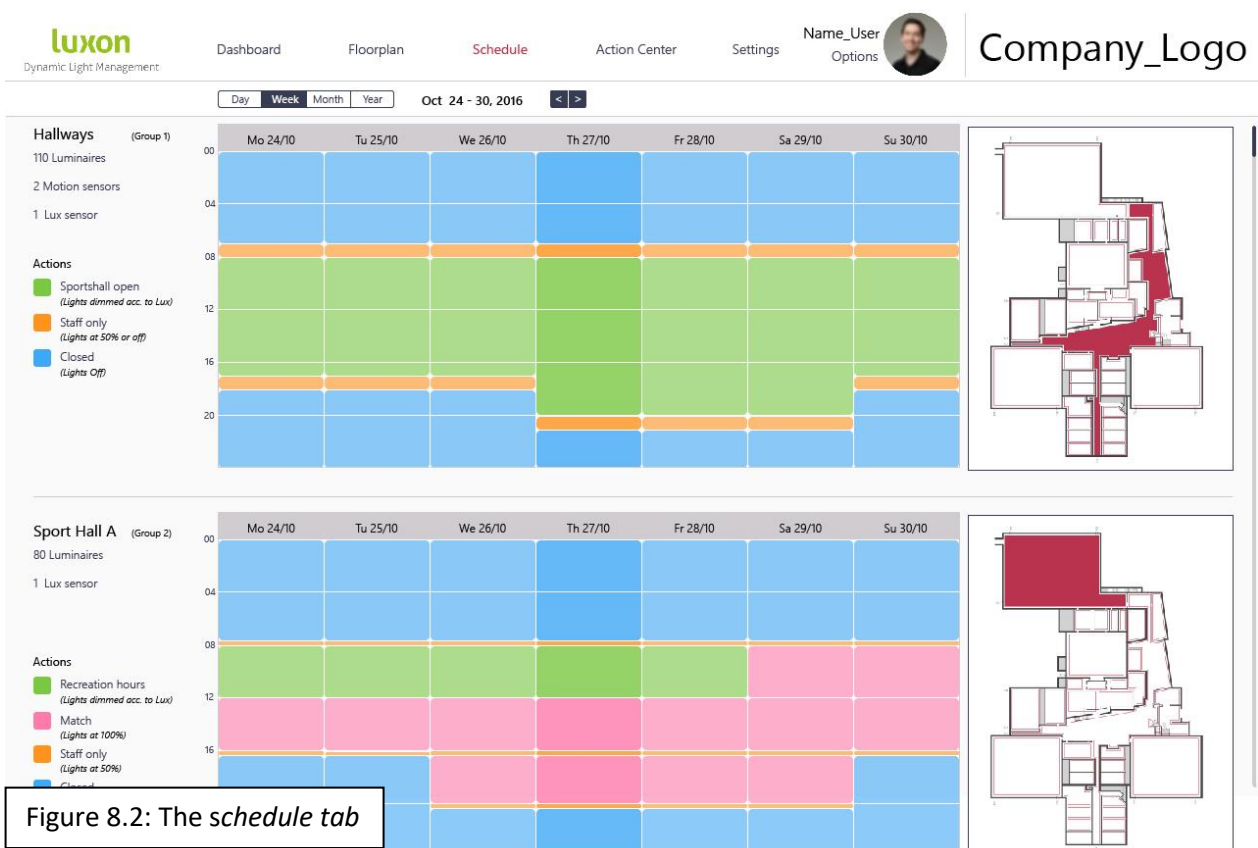 luxon
Dynamic Light Management
Dashboard Floorplan Schedule Action Center Settings
Name_User
Options
Company_Logo
Day Week Month Year Oct 24 - 30, 2016 < >
Hallways (Group 1)
110 Luminaires
2 Motion sensors
1 Lux sensor
Actions
Sportshall open
(Lights dimmed acc. to Lux)
Staff only
(Lights at 50% or off)
Closed
(Lights Off)
Mo 24/10 Tu 25/10 We 26/10 Th 27/10 Fr 28/10 Sa 29/10 Su 30/10
00
04
08
12
16
20
Sport Hall A (Group 2)
80 Luminaires
1 Lux sensor
Actions
Recreation hours
(Lights dimmed acc. to Lux)
Match
(Lights at 100%)
Staff only
(Lights at 50%)
Closed
Mo 24/10 Tu 25/10 We 26/10 Th 27/10 Fr 28/10 Sa 29/10 Su 30/10
00
04
08
12
16
Figure 8.2: The schedule tab